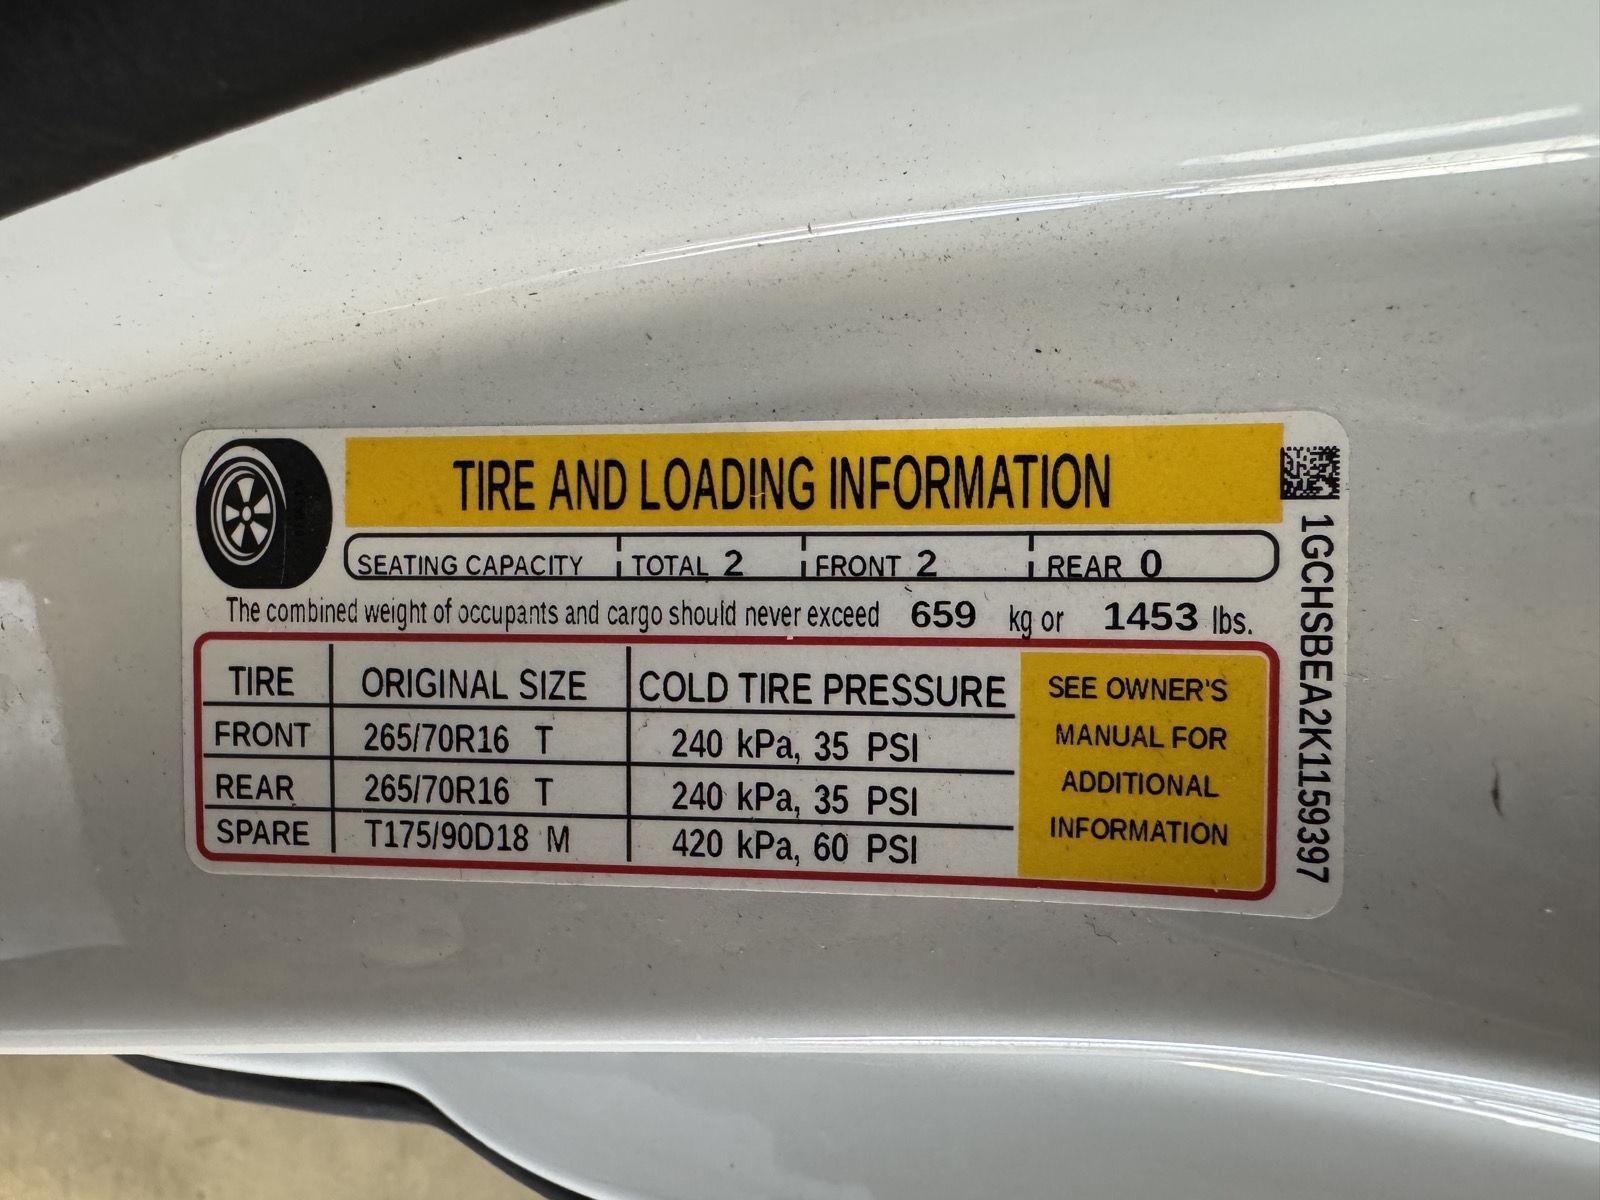 TIRE AND LOADING INFORMATION
SEATING CAPACITY TOTAL 2 FRONT 2 REAR 0
The combined weight of occupants and cargo should never exceed 659 kg or 1453 lbs.
TIRE ORIGINAL SIZE COLD TIRE PRESSURE
FRONT 265/70R16 T 240 kPa, 35 PSI
REAR 265/70R16 T 240 kPa, 35 PSI
SPARE T175/90D18 M 420 kPa, 60 PSI
SEE OWNER'S
MANUAL FOR
ADDITIONAL
INFORMATION
1GCHSBEA2K1159397